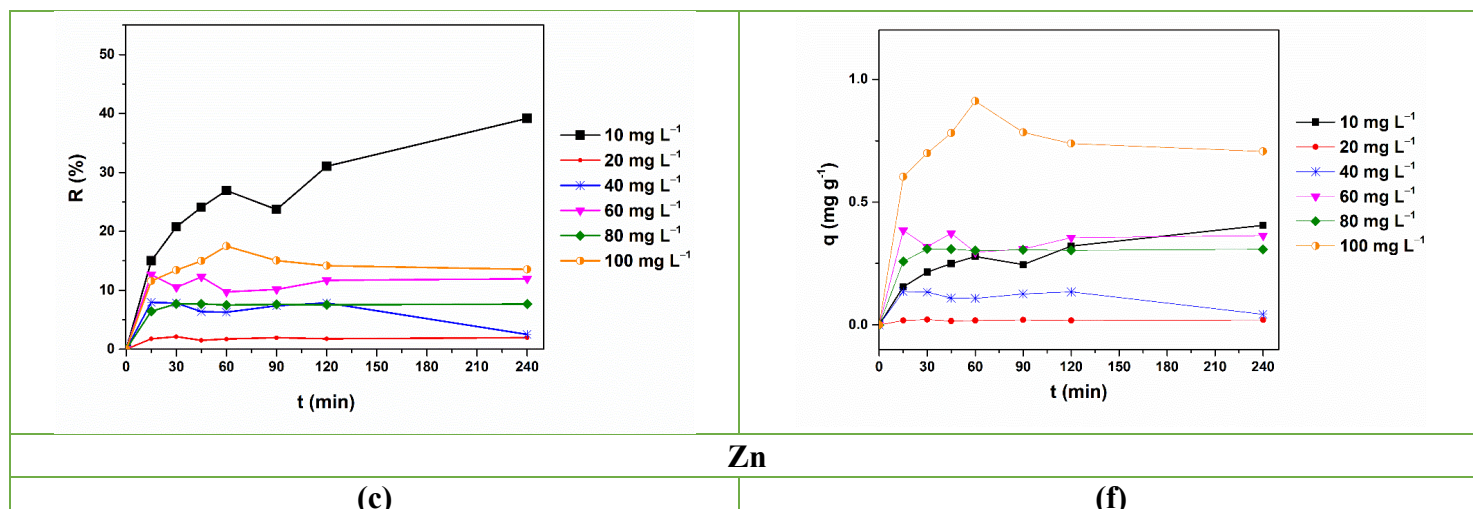 50
40
30
20
10
0
R (%)
0 30 60 90 120 150 180 210 240
t (min)
10 mg L⁻¹
20 mg L⁻¹
40 mg L⁻¹
60 mg L⁻¹
80 mg L⁻¹
100 mg L⁻¹
1.0
0.5
0.0
q (mg g⁻¹)
0 30 60 90 120 150 180 210 240
t (min)
10 mg L⁻¹
20 mg L⁻¹
40 mg L⁻¹
60 mg L⁻¹
80 mg L⁻¹
100 mg L⁻¹
Zn
(c)
(f)